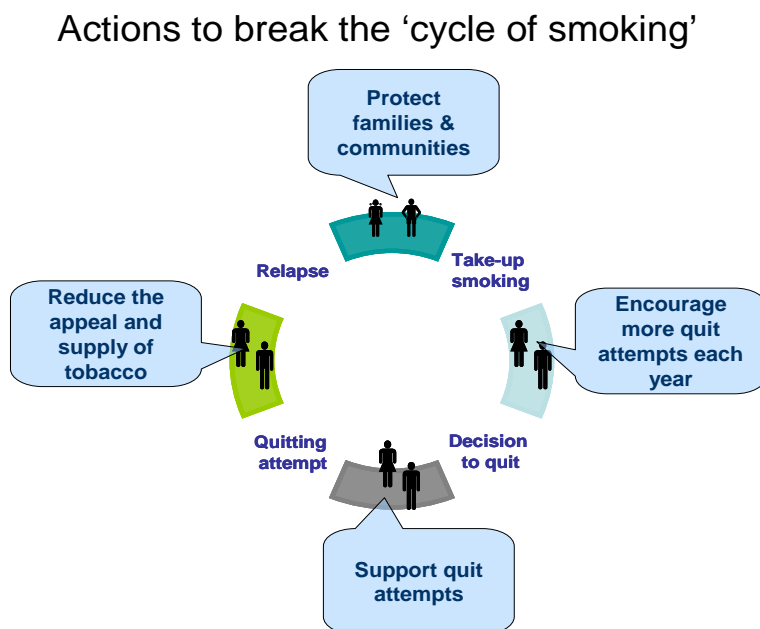 Actions to break the ‘cycle of smoking’
Protect
families &
communities
Relapse
Take-up
smoking
Reduce the
appeal and
supply of
tobacco
Encourage
more quit
attempts each
year
Quitting
attempt
Decision
to quit
Support quit
attempts